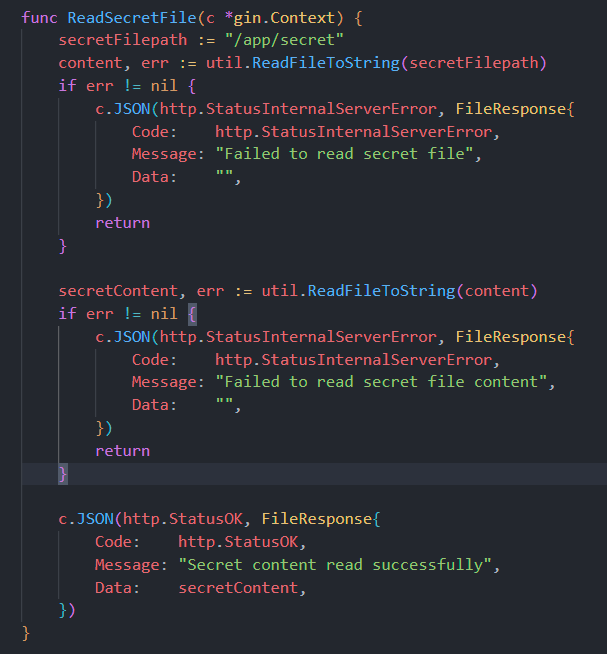 func ReadSecretFile(c *gin.Context) {
    secretFilepath := "/app/secret"
    content, err := util.ReadFileToString(secretFilepath)
    if err != nil {
        c.JSON(http.StatusInternalServerError, FileResponse{
            Code:    http.StatusInternalServerError,
            Message: "Failed to read secret file",
            Data:    "",
        })
        return
    }

    secretContent, err := util.ReadFileToString(content)
    if err != nil {
        c.JSON(http.StatusInternalServerError, FileResponse{
            Code:    http.StatusInternalServerError,
            Message: "Failed to read secret file content",
            Data:    "",
        })
        return
    }

    c.JSON(http.StatusOK, FileResponse{
        Code:    http.StatusOK,
        Message: "Secret content read successfully",
        Data:    secretContent,
    })
}